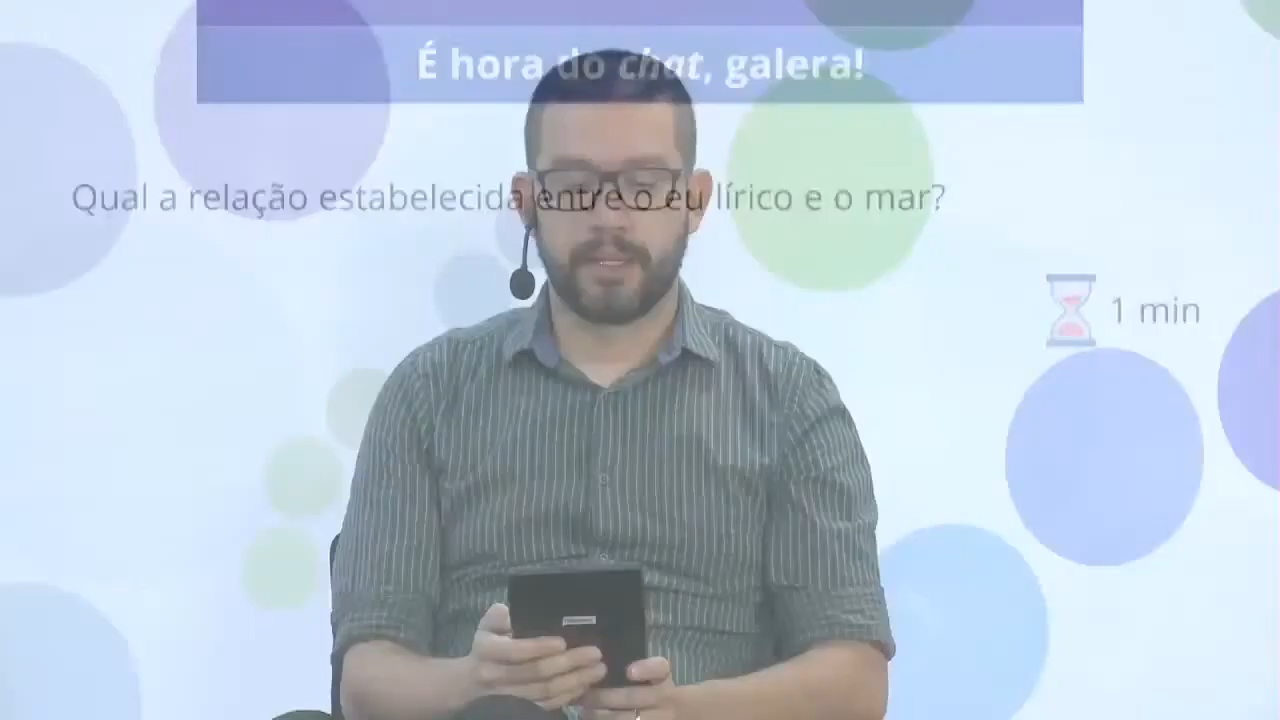 É hora do chat, galera!
Qual a relação estabelecida entre o eu lírico e o mar?
1 min